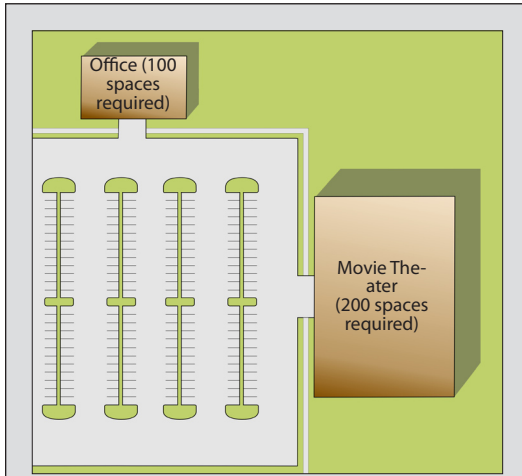 Office (100
spaces
required)
Movie The-
ater
(200 spaces
required)